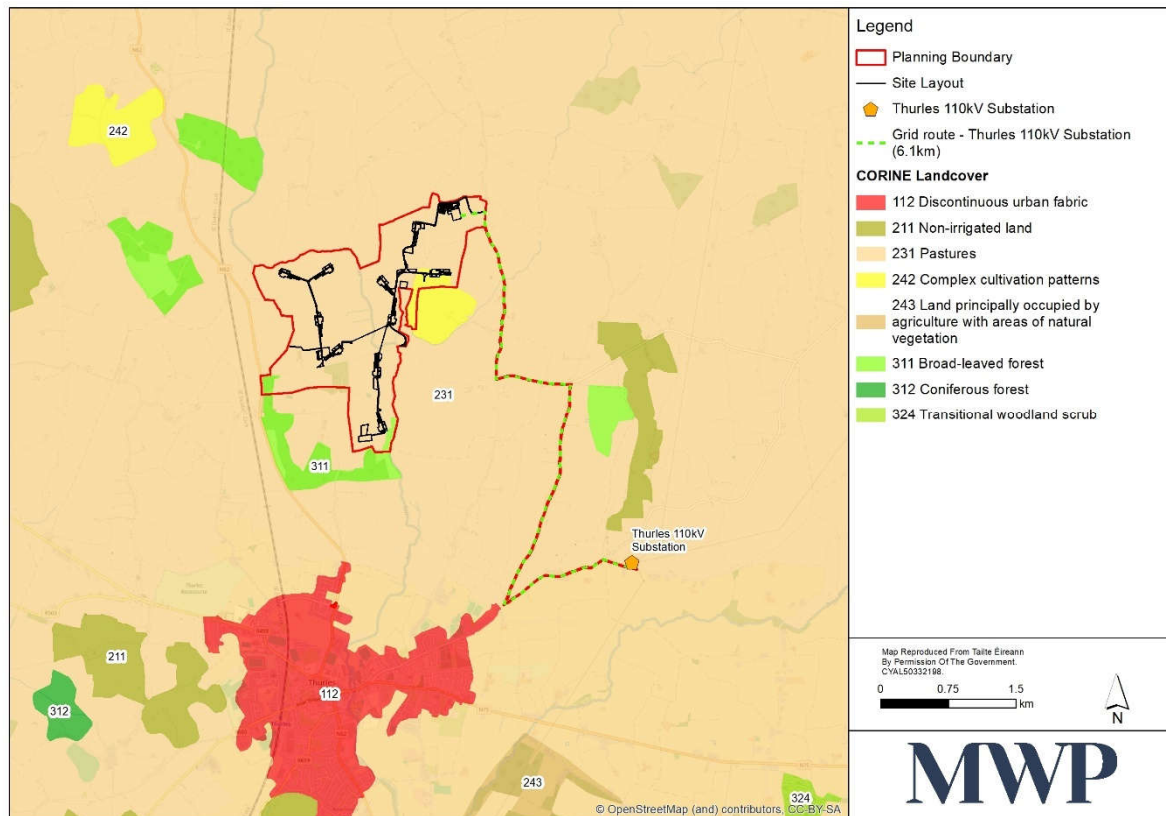 242
231
311
Thurles 110kV
Substation
211
312
Thurles
112
243
324
© OpenStreetMap (and) contributors, CC-BY-SA
Legend
Planning Boundary
Site Layout
Thurles 110kV Substation
Grid route - Thurles 110kV Substation
(6.1km)
CORINE Landcover
112 Discontinuous urban fabric
211 Non-irrigated land
231 Pastures
242 Complex cultivation patterns
243 Land principally occupied by
agriculture with areas of natural
vegetation
311 Broad-leaved forest
312 Coniferous forest
324 Transitional woodland scrub
Map Reproduced From Tailte Éireann
By Permission Of The Government.
CYAL50332198.
0 0.75 1.5
km
N
MWP